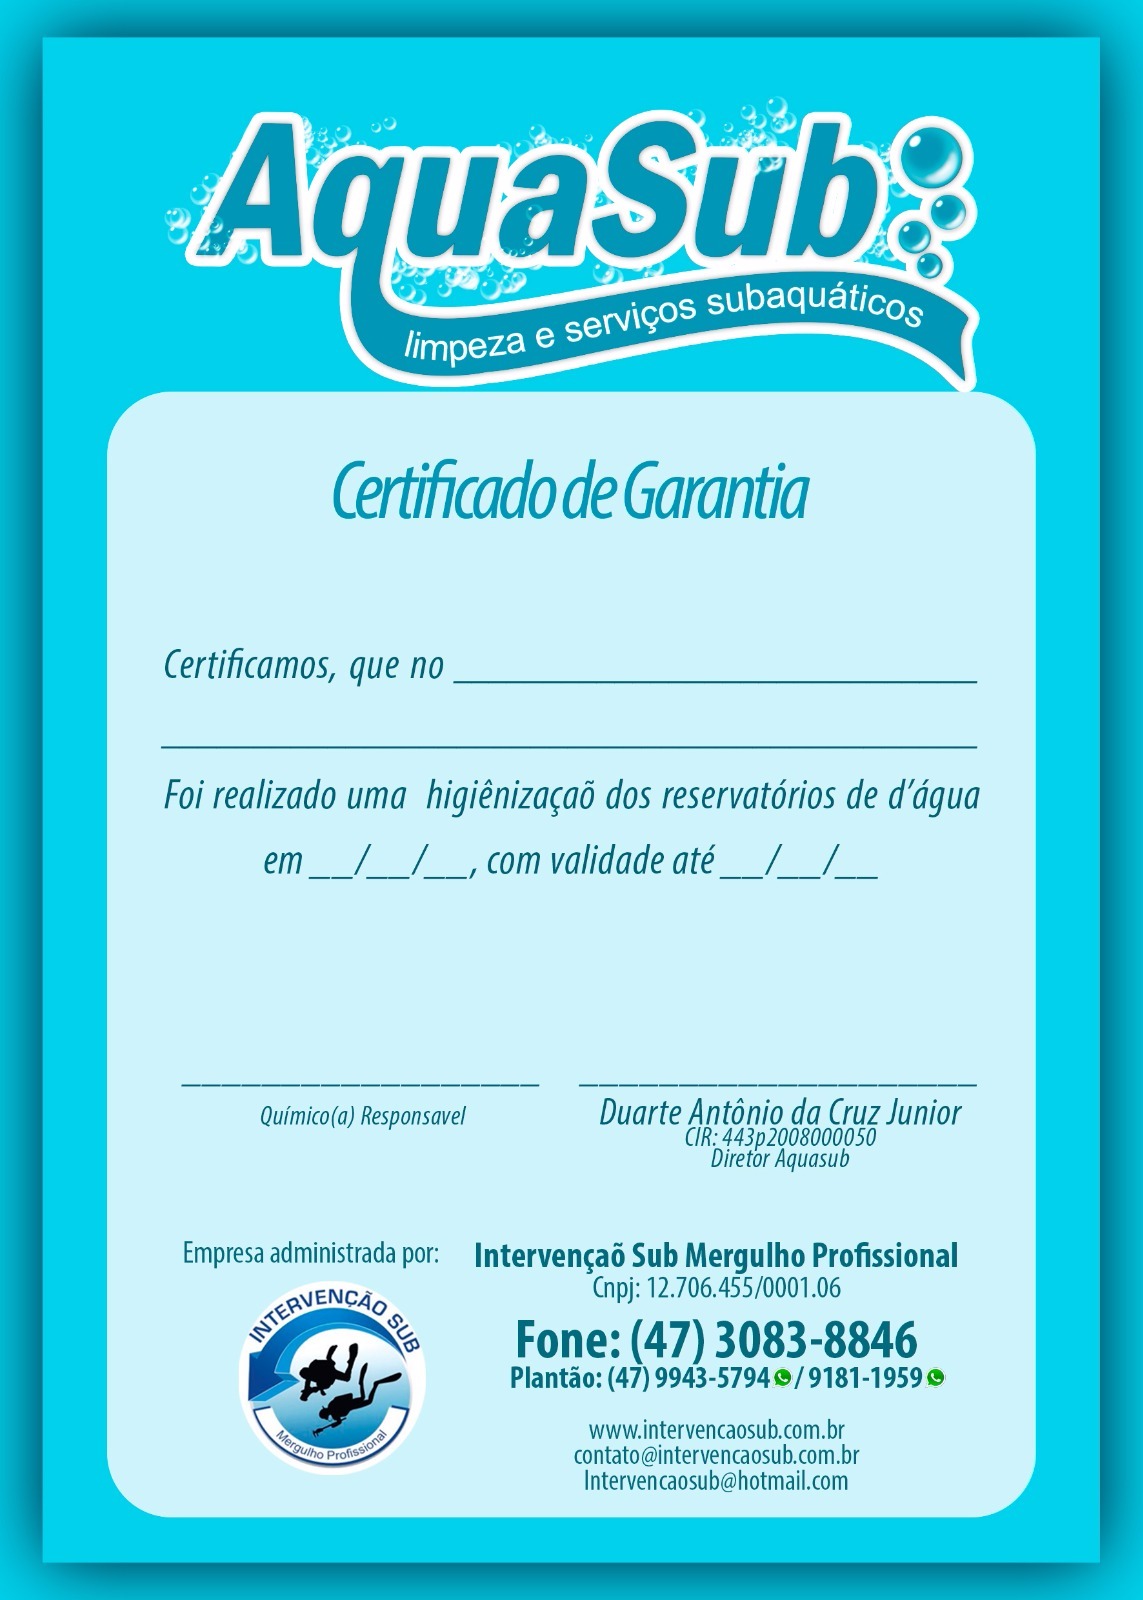 AquaSub
limpeza e serviços subaquáticos
Certificado de Garantia
Certificamos, que no ____________________________
____________________________________________
Foi realizado uma  higiênizaçaõ dos reservatórios de d’água
em __/__/__, com validade até __/__/__
__________________ ____________________
Químico(a) Responsavel
Duarte Antônio da Cruz Junior
CIR: 443p2008000050
Diretor Aquasub
Empresa administrada por:
INTERVENÇÃO SUB
Mergulho Profissional
Intervençaõ Sub Mergulho Profissional
Cnpj: 12.706.455/0001.06
Fone: (47) 3083-8846
Plantão: (47) 9943-5794 / 9181-1959
www.intervencaosub.com.br
contato@intervencaosub.com.br
Intervencaosub@hotmail.com